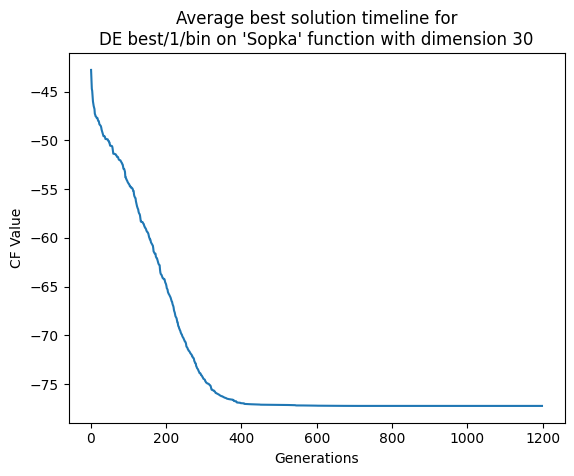 Average best solution timeline for
DE best/1/bin on 'Sopka' function with dimension 30
CF Value
−45
−50
−55
−60
−65
−70
−75
0 200 400 600 800 1000 1200
Generations